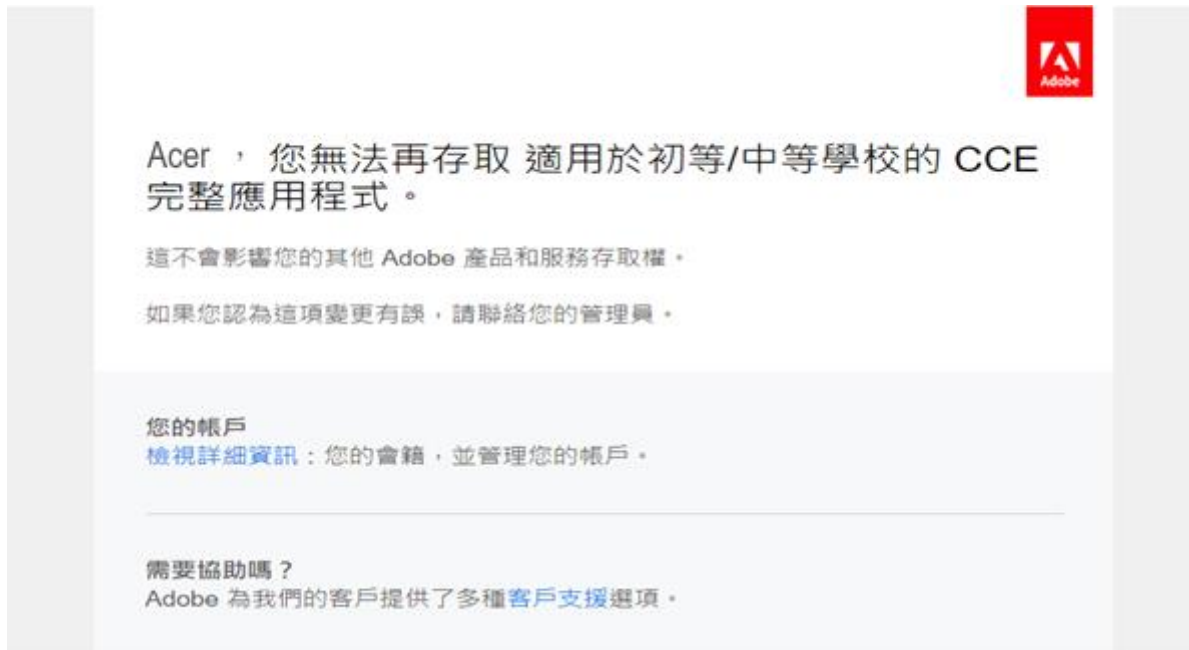 Adobe
Acer ， 您無法再存取 適用於初等/中等學校的 CCE
完整應用程式。
這不會影響您的其他 Adobe 產品和服務存取權。
如果您認為這項變更有誤，請聯絡您的管理員。
您的帳戶
檢視詳細資訊：您的會籍，並管理您的帳戶。
需要協助嗎？
Adobe 為我們的客戶提供了多種客戶支援選項。